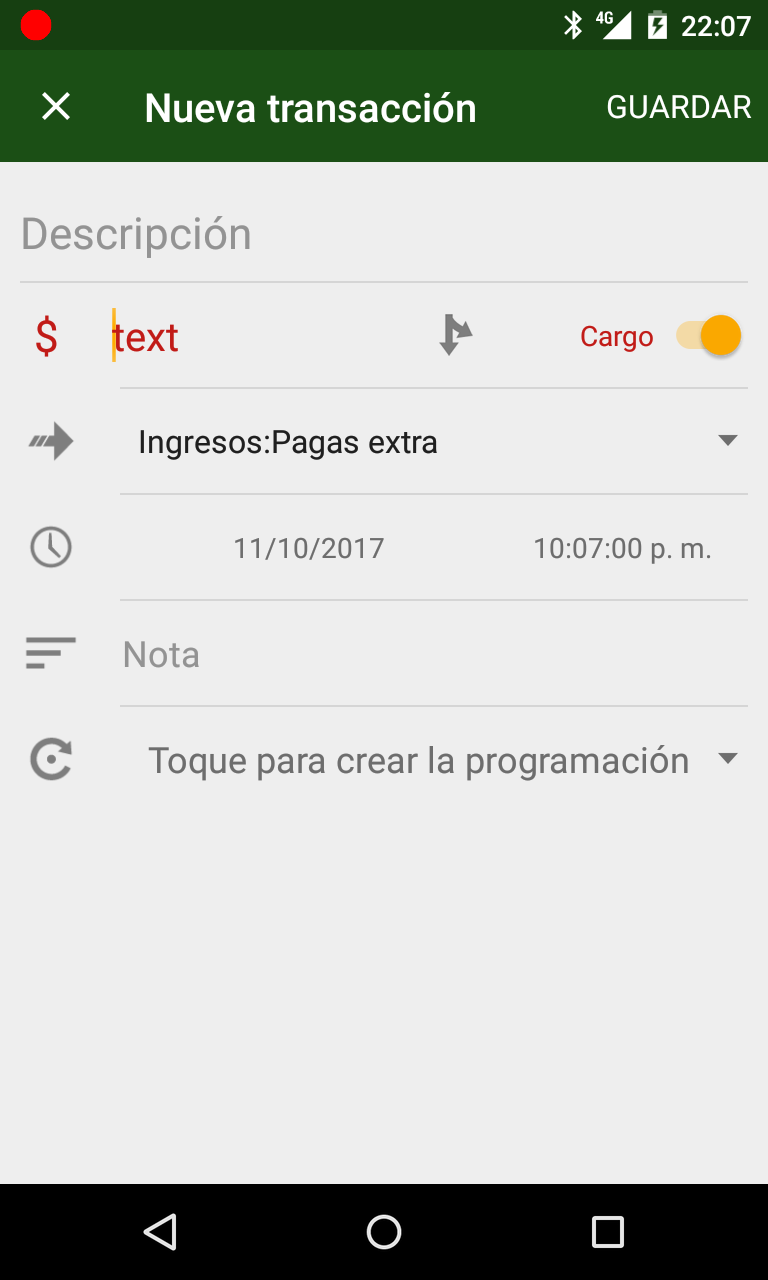 4G 22:07
Nueva transacción GUARDAR
Descripción
$ text Cargo
Ingresos:Pagas extra
11/10/2017 10:07:00 p. m.
Nota
Toque para crear la programación